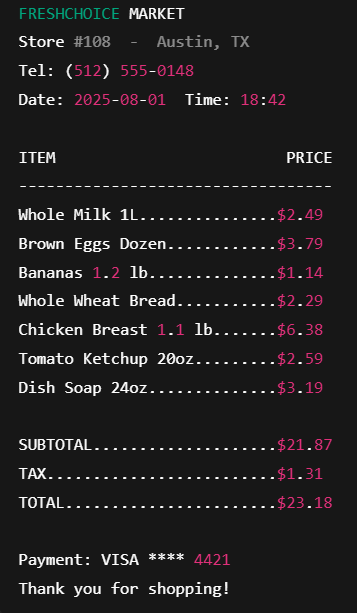 FRESHCHOICE MARKET
Store #108  -  Austin, TX
Tel: (512) 555-0148
Date: 2025-08-01  Time: 18:42
ITEM                         PRICE
----------------------------------
Whole Milk 1L...............$2.49
Brown Eggs Dozen............$3.79
Bananas 1.2 lb..............$1.14
Whole Wheat Bread...........$2.29
Chicken Breast 1.1 lb.......$6.38
Tomato Ketchup 20oz.........$2.59
Dish Soap 24oz..............$3.19
SUBTOTAL....................$21.87
TAX.........................$1.31
TOTAL.......................$23.18
Payment: VISA **** 4421
Thank you for shopping!